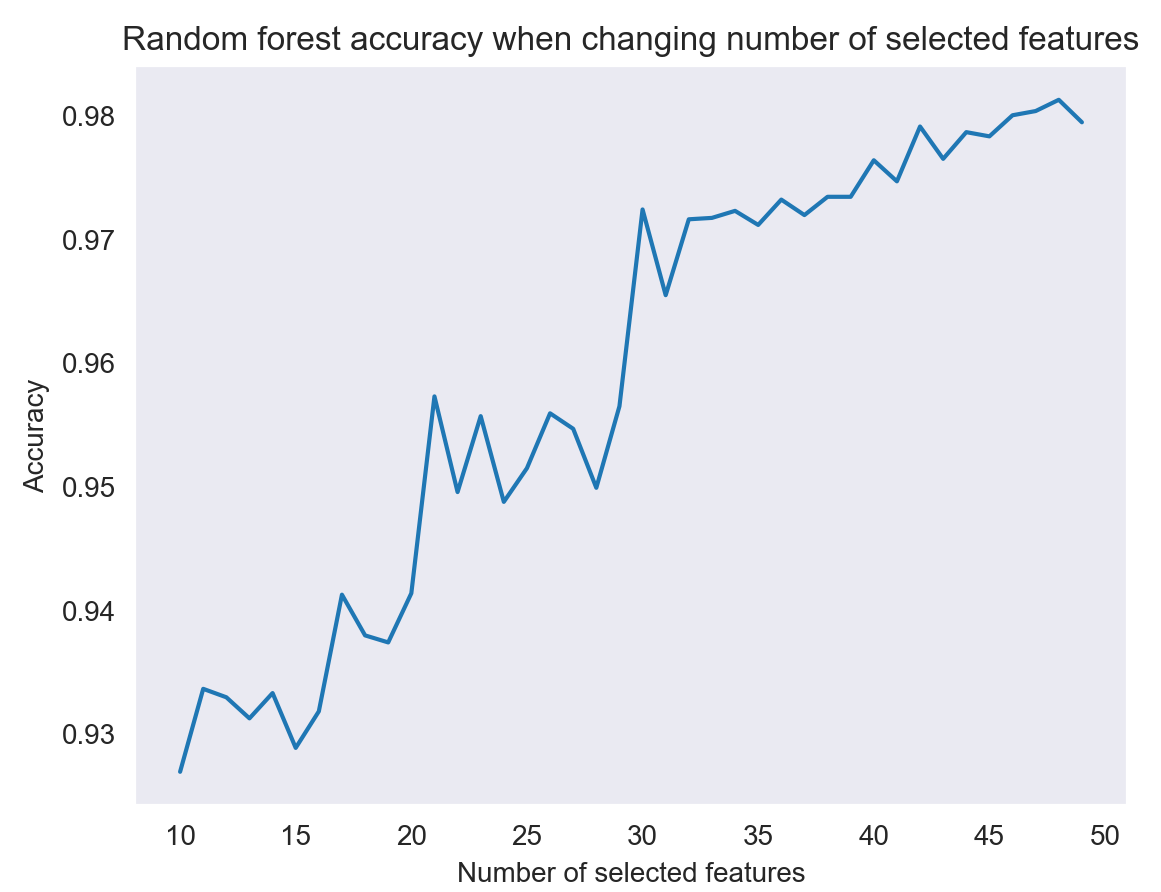 Random forest accuracy when changing number of selected features
0.98
0.97
0.96
0.95
0.94
0.93
Accuracy
10 15 20 25 30 35 40 45 50
Number of selected features